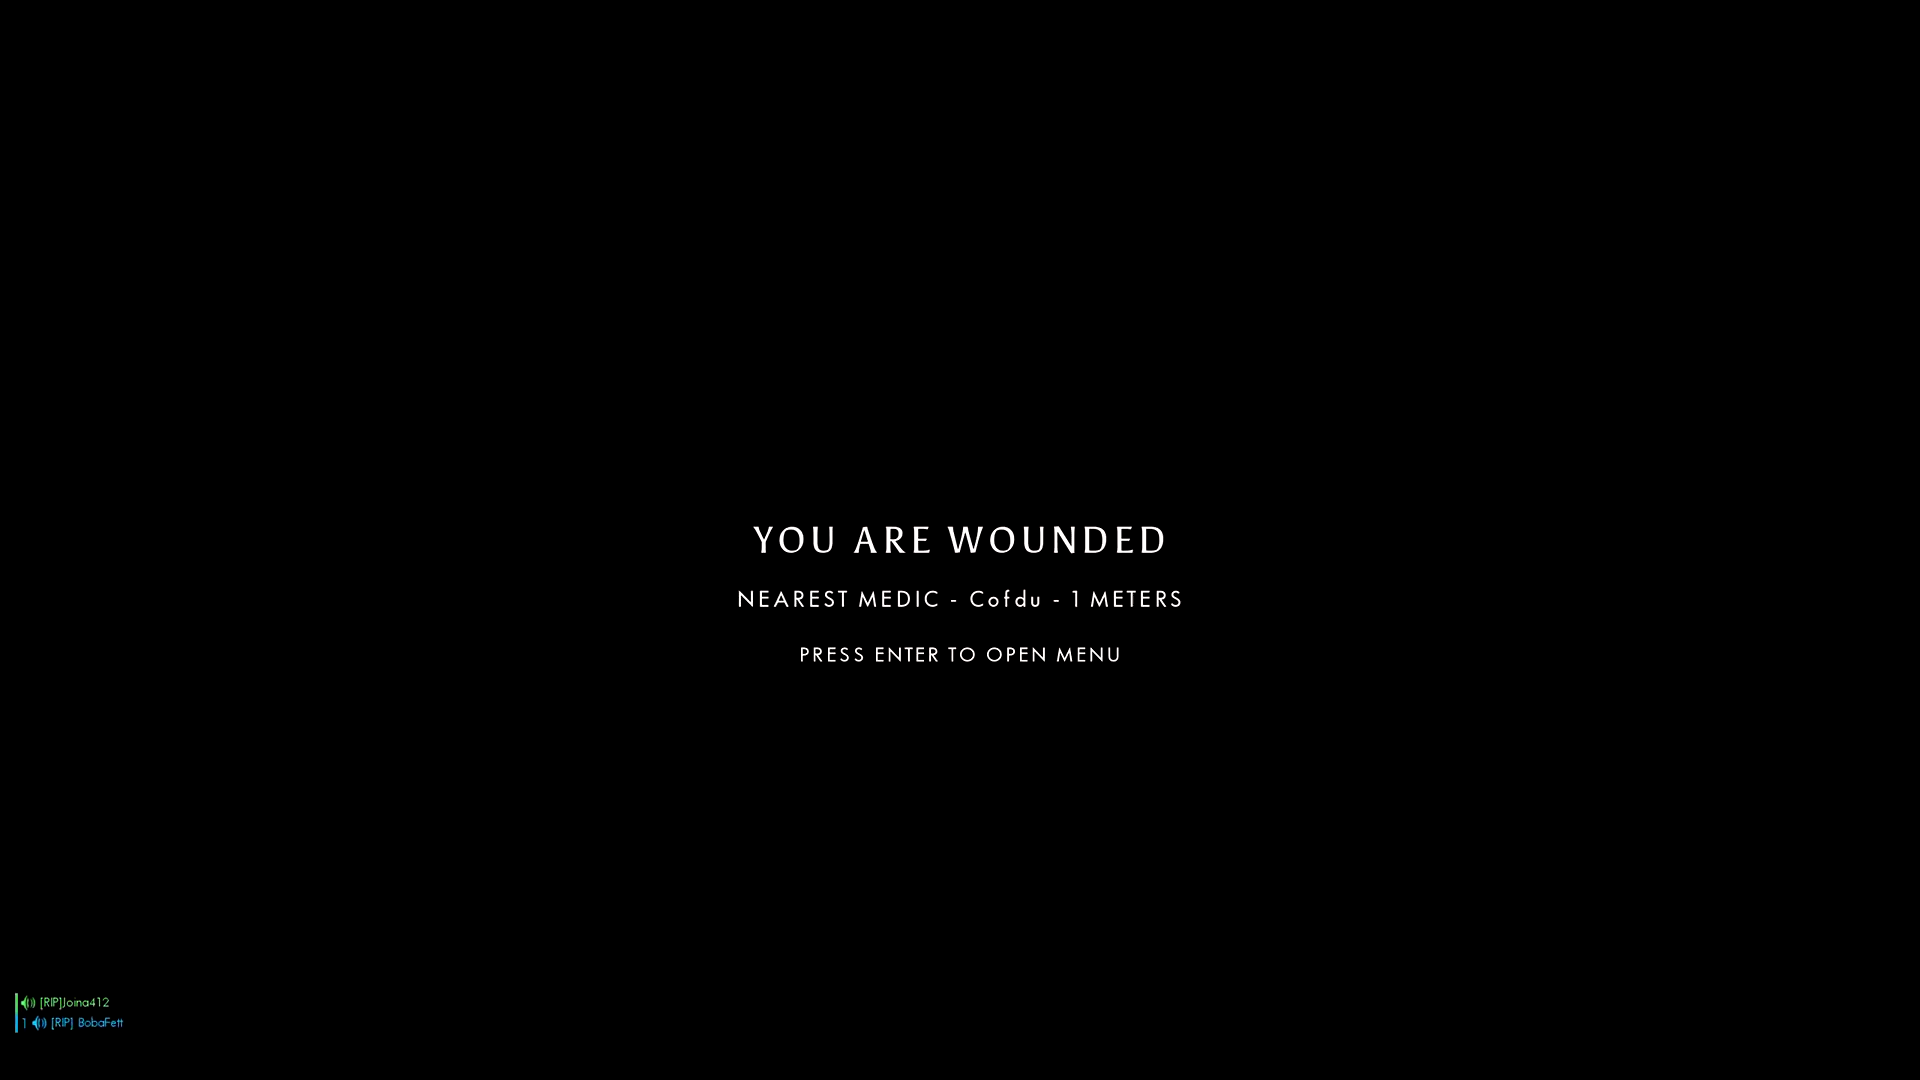 YOU ARE WOUNDED
NEAREST MEDIC - Cofdu - 1 METERS
PRESS ENTER TO OPEN MENU
[RIP]Joina412
1 [RIP] BobaFett